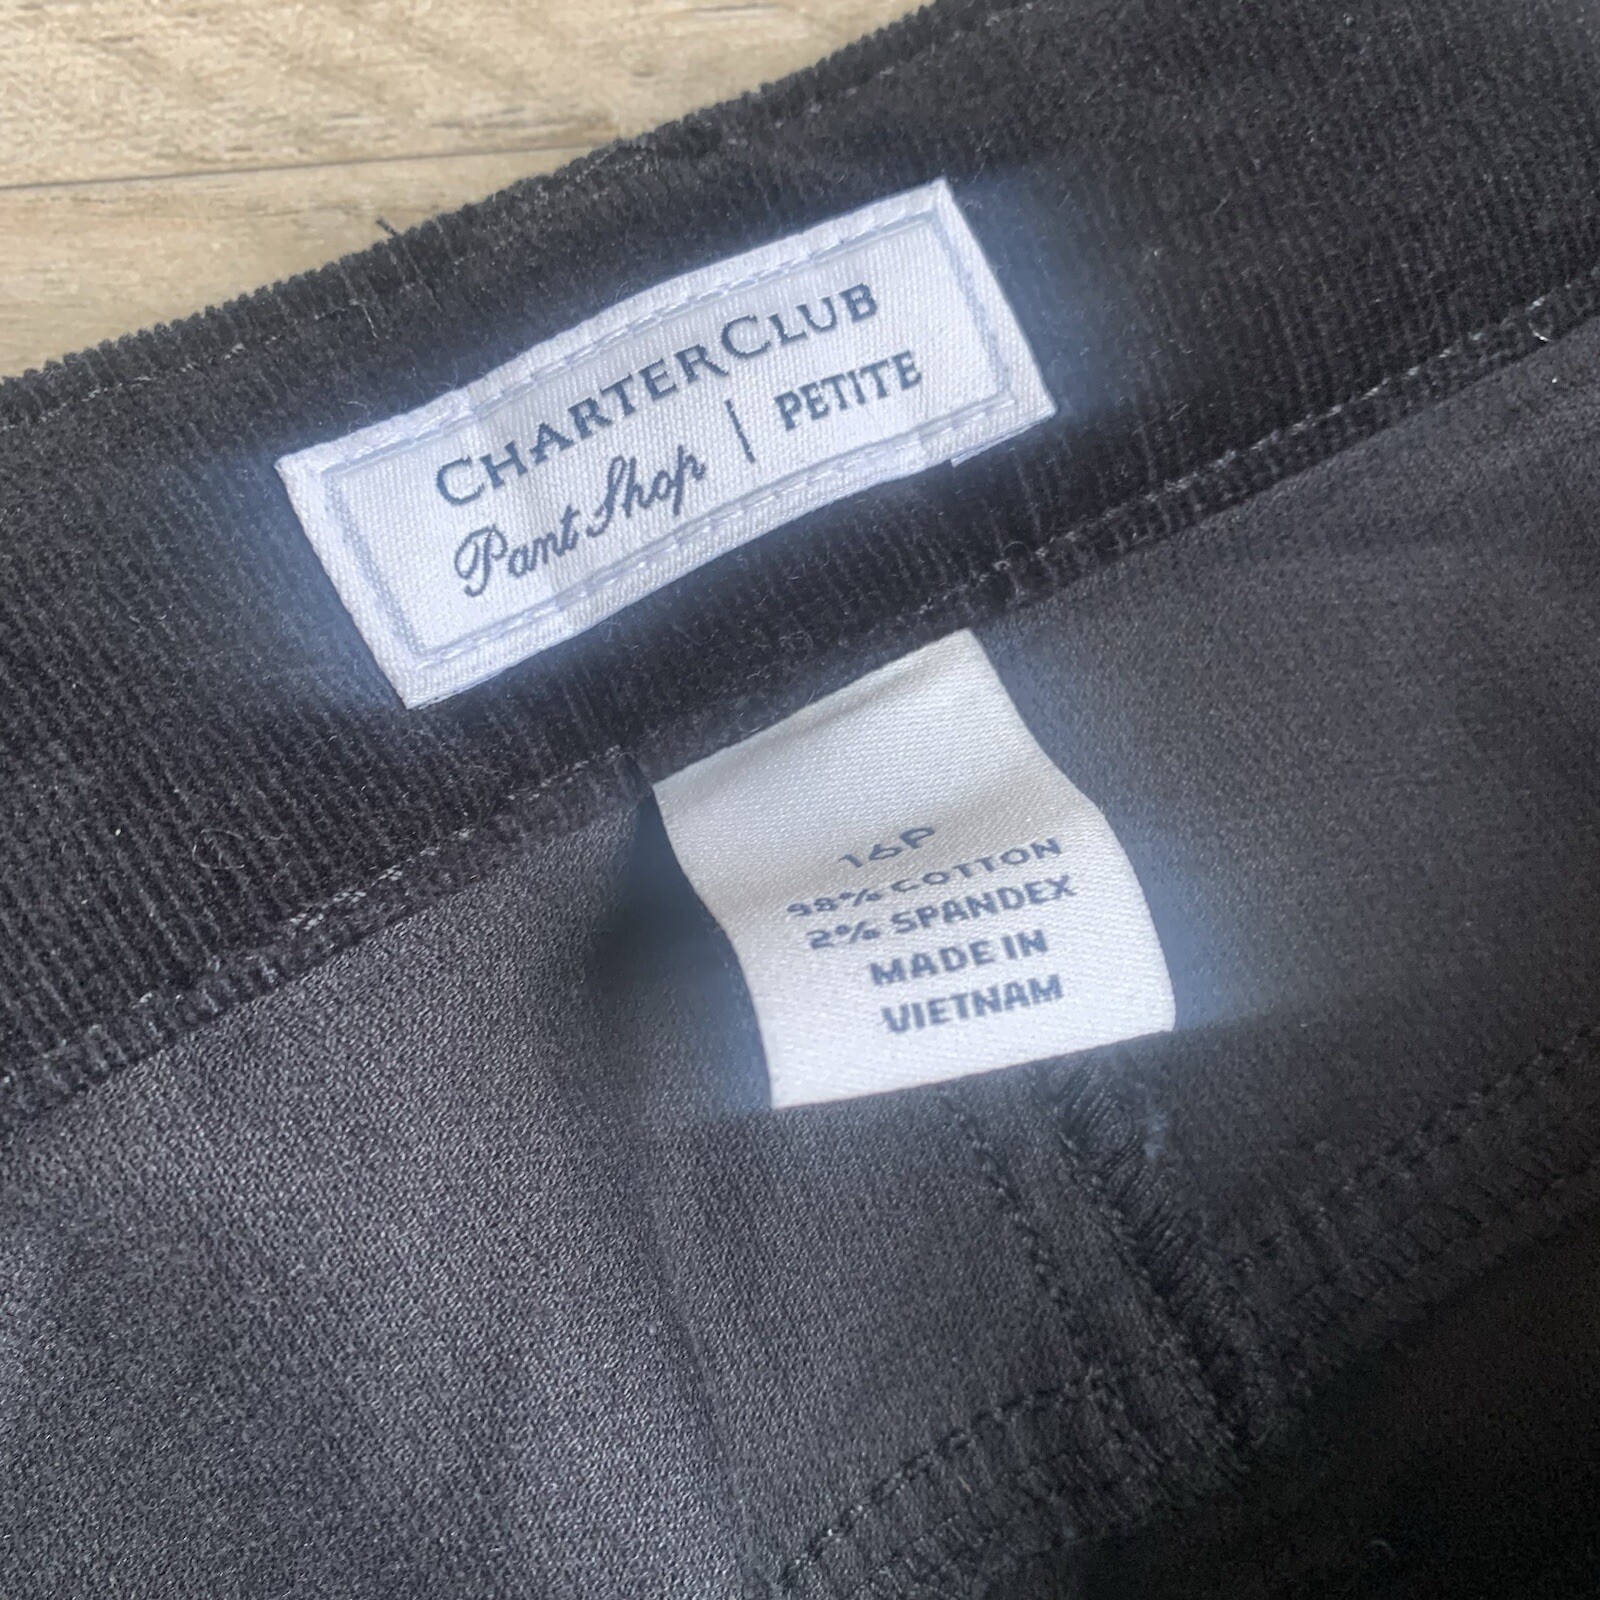 CHARTER CLUB
Pant Shop | PETITE
16P
98% COTTON
2% SPANDEX
MADE IN
VIETNAM